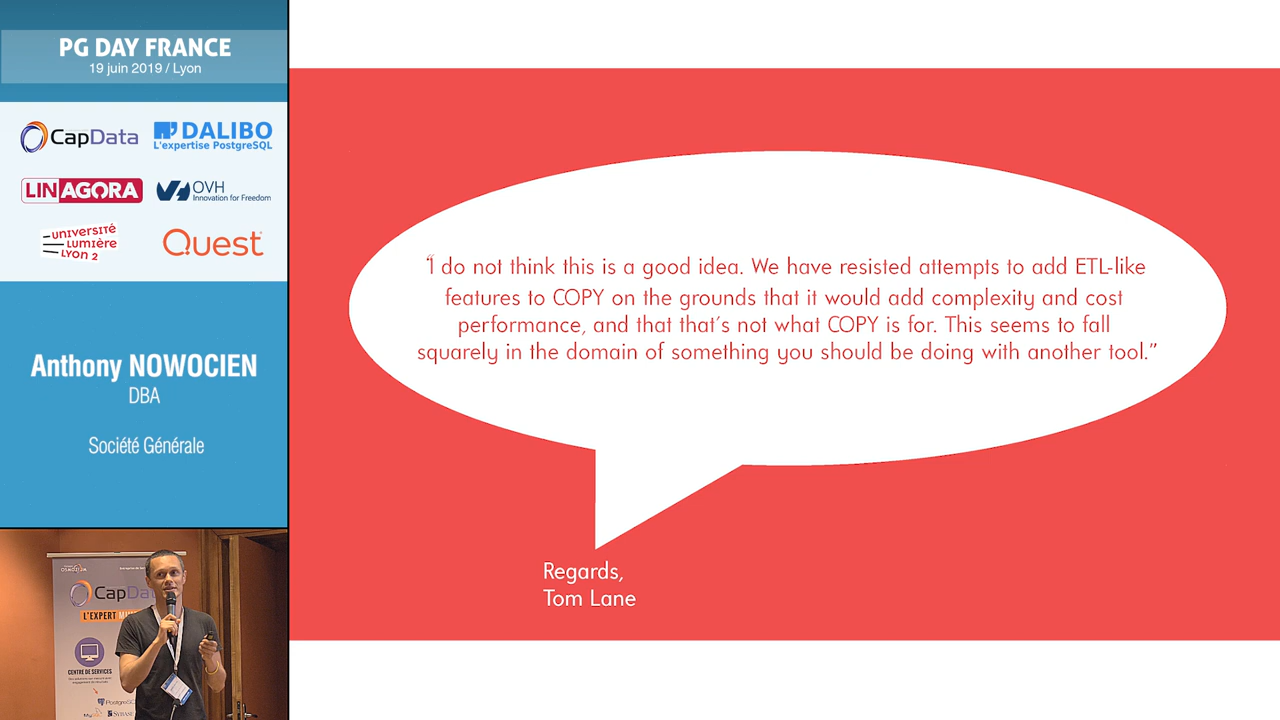 PG DAY FRANCE
19 juin 2019 / Lyon
CapData
DALIBO
L'expertise PostgreSQL
LINAGORA
OVH
Innovation for Freedom
UNIVERSITÉ
LUMIÈRE
LYON 2
Quest
Anthony NOWOCIEN
DBA
Société Générale
“I do not think this is a good idea. We have resisted attempts to add ETL-like
features to COPY on the grounds that it would add complexity and cost
performance, and that that's not what COPY is for. This seems to fall
squarely in the domain of something you should be doing with another tool.”
Regards,
Tom Lane
CapDat
L'EXPERT
CENTRE DE SERVICES